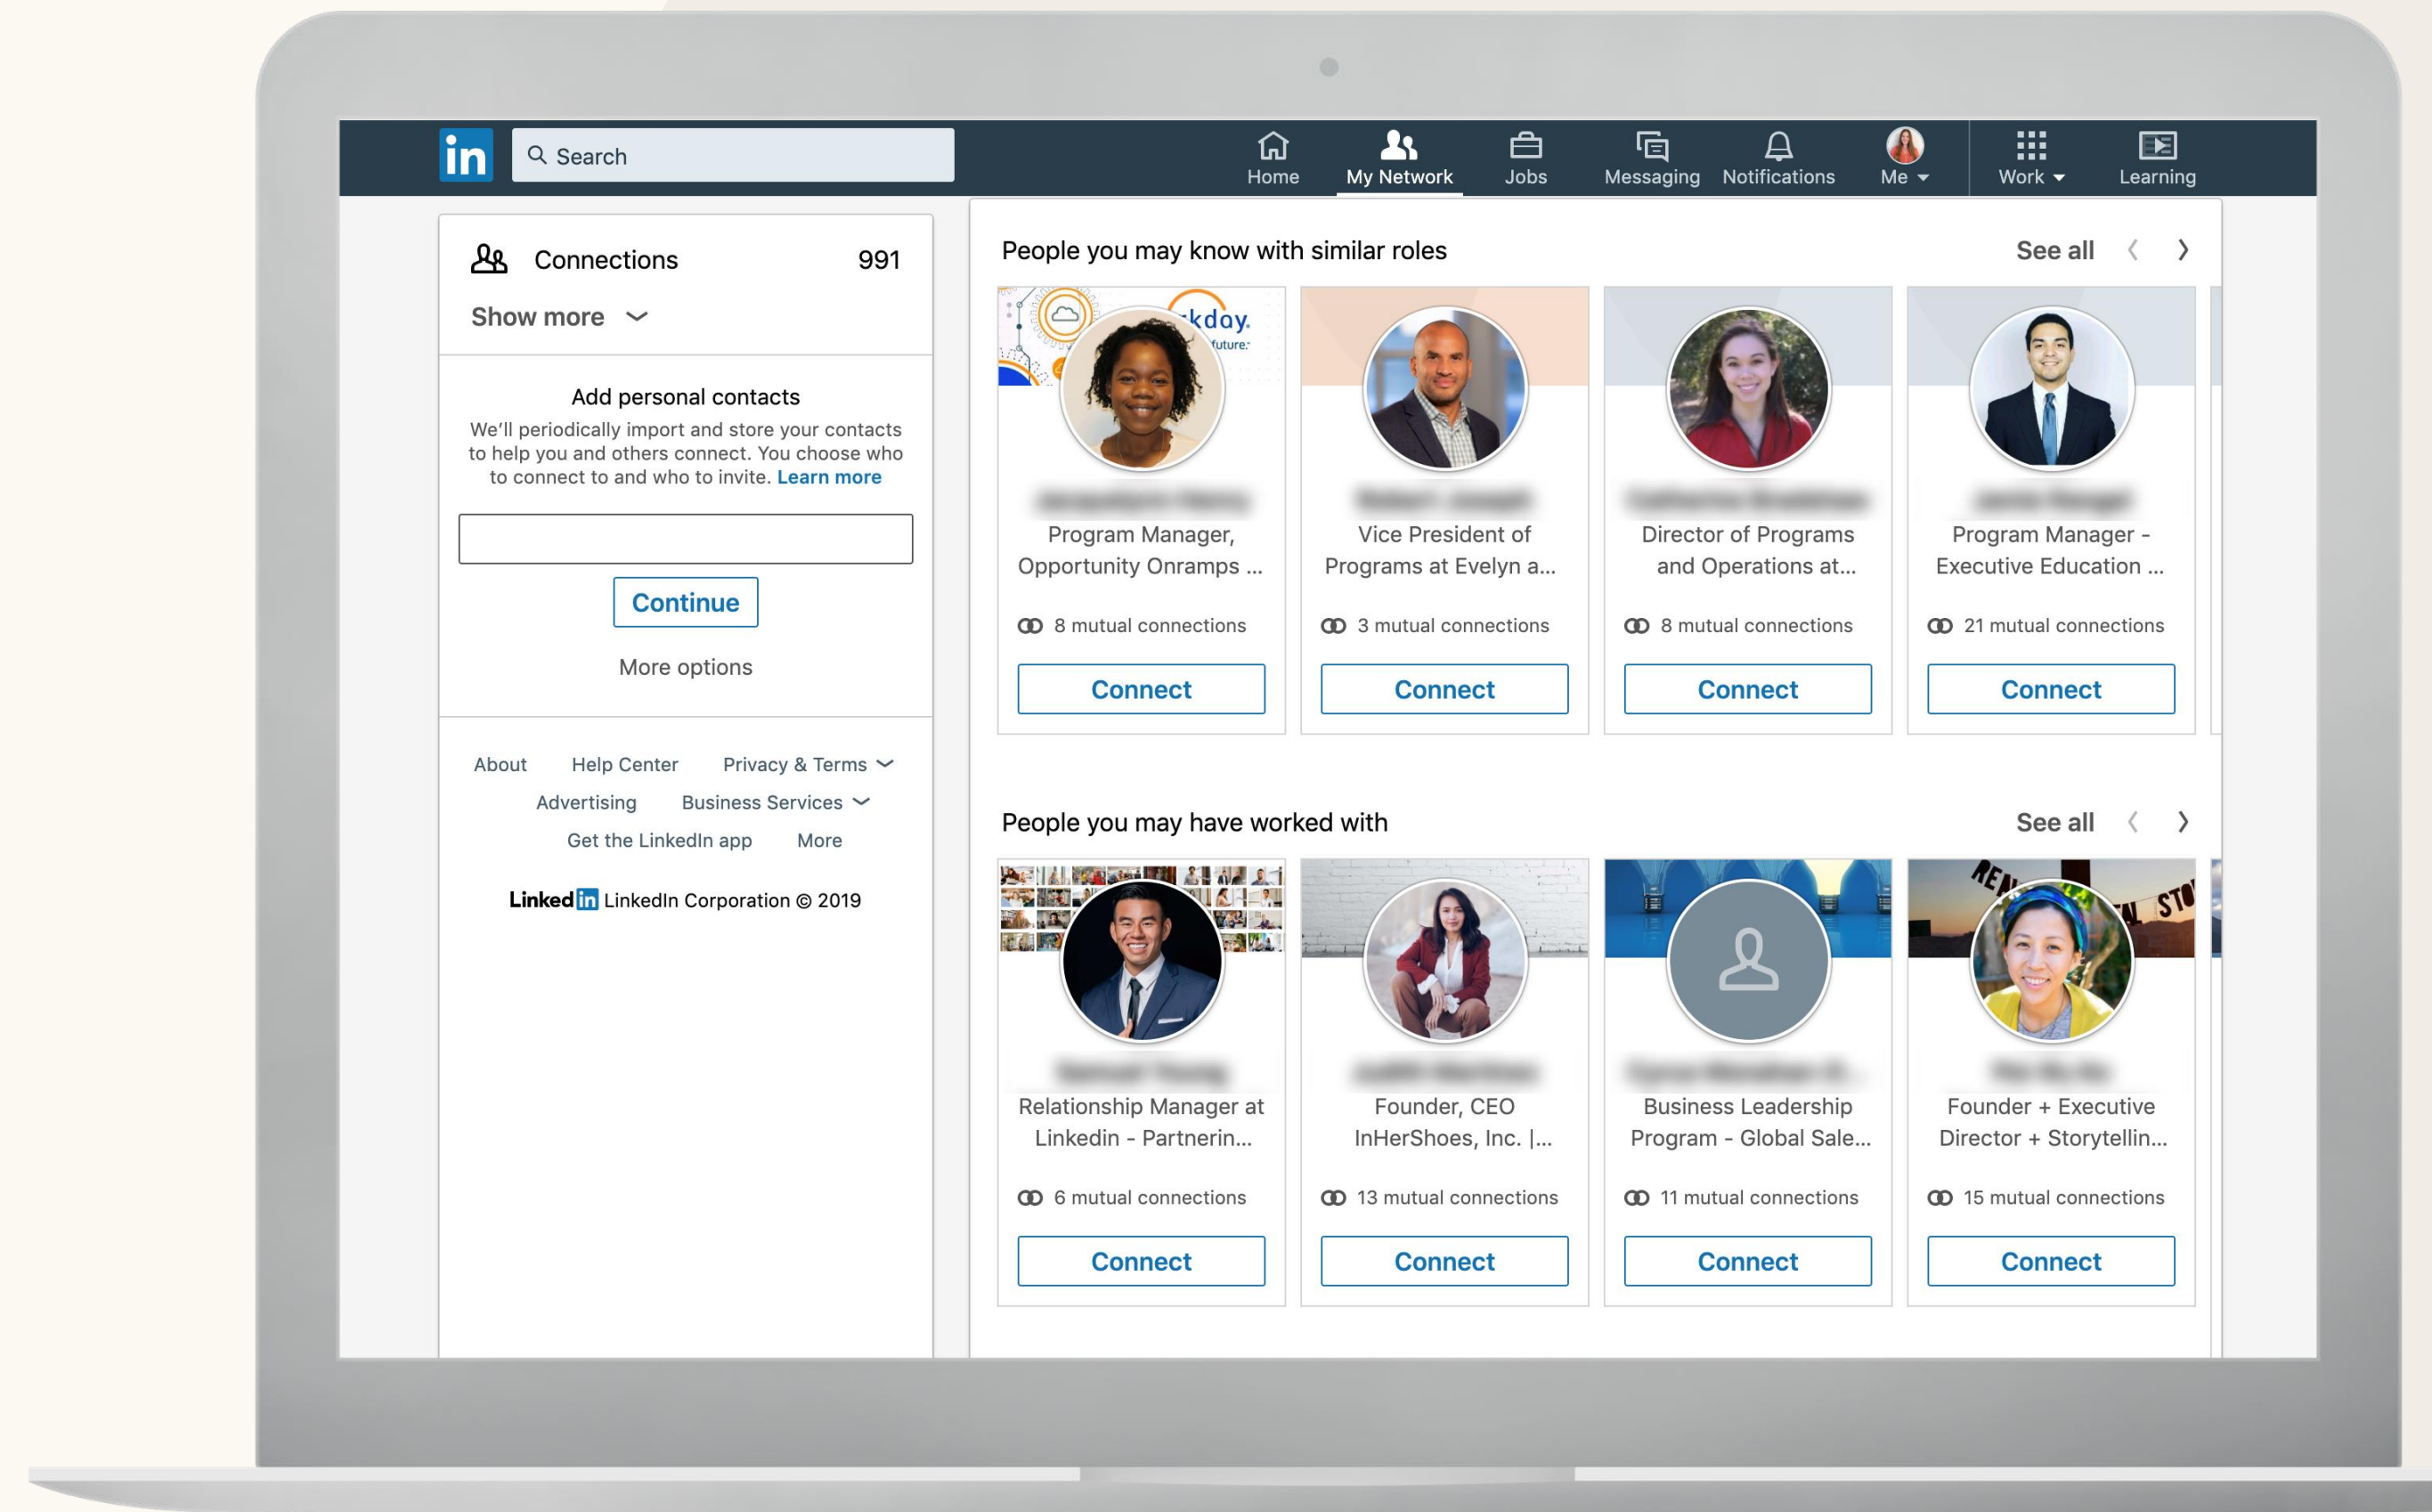 in
Search
Home
My Network
Jobs
Messaging
Notifications
Me
Work
Learning
Connections
991
Show more
Add personal contacts
We'll periodically import and store your contacts
to help you and others connect. You choose who
to connect to and who to invite. Learn more
Continue
More options
About
Help Center
Privacy & Terms
Advertising
Business Services
Get the LinkedIn app
More
LinkedIn LinkedIn Corporation © 2019
People you may know with similar roles
See all
kday.
future.
Program Manager,
Opportunity Onramps ...
8 mutual connections
Connect
Vice President of
Programs at Evelyn a...
3 mutual connections
Connect
Director of Programs
and Operations at...
8 mutual connections
Connect
Program Manager -
Executive Education ...
21 mutual connections
Connect
People you may have worked with
See all
Relationship Manager at
Linkedin - Partnerin...
6 mutual connections
Connect
Founder, CEO
InHerShoes, Inc. |...
13 mutual connections
Connect
Business Leadership
Program - Global Sale...
11 mutual connections
Connect
Founder + Executive
Director + Storytellin...
15 mutual connections
Connect